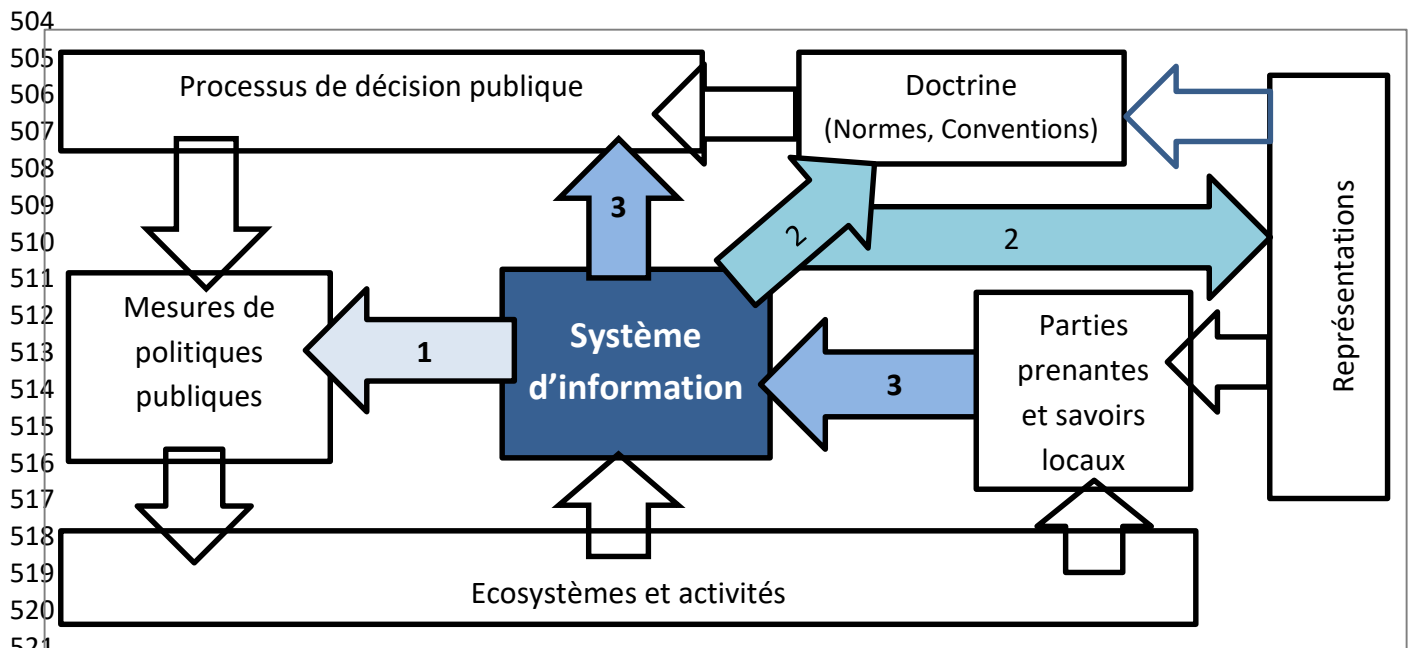 504
505
506
507
508
509
510
511
512
513
514
515
516
517
518
519
520
521
Processus de décision publique
Doctrine
(Normes, Conventions)
Représentations
3
2
2
Mesures de
politiques
publiques
1
Système
d’information
3
Parties
prenantes
et savoirs
locaux
Ecosystèmes et activités